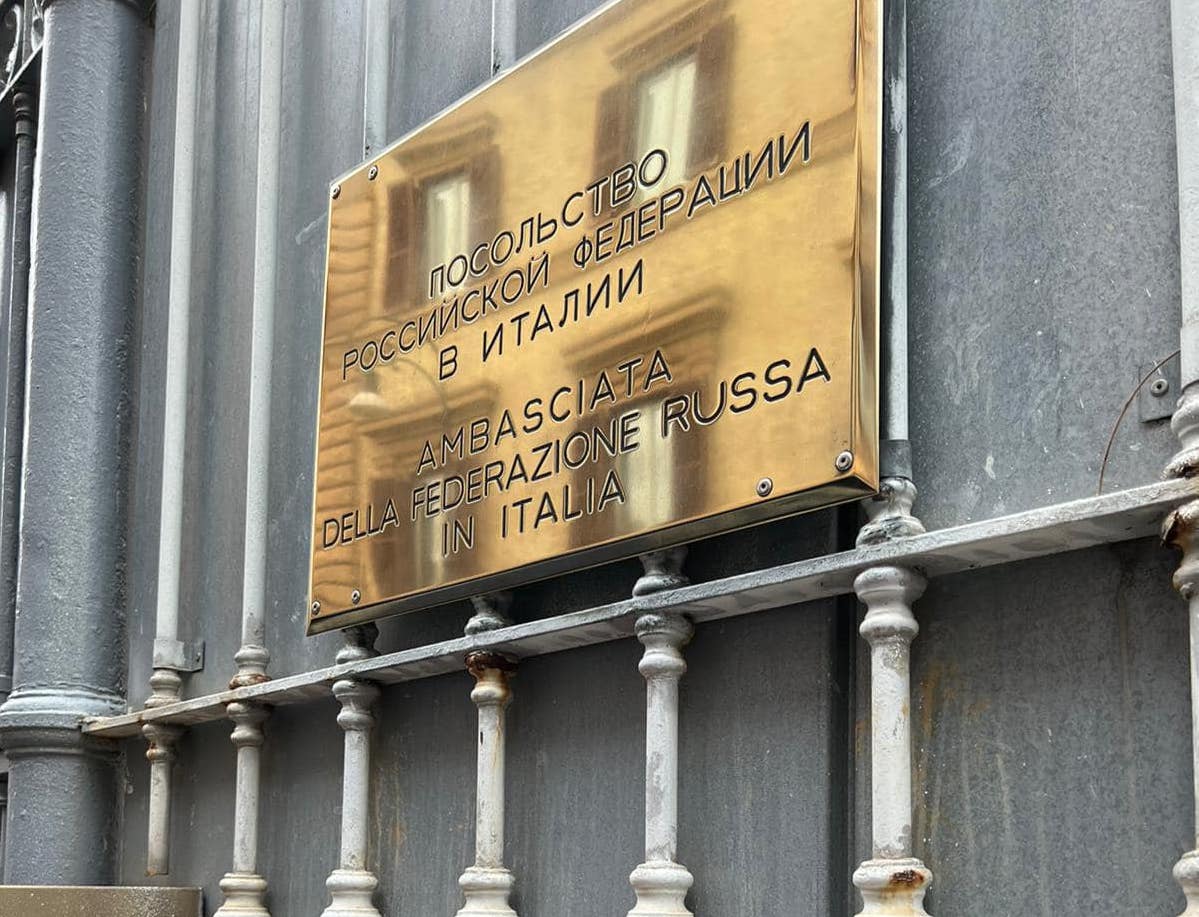 ПОСОЛЬСТВО
РОССИЙСКОЙ ФЕДЕРАЦИИ
В ИТАЛИИ
AMBASCIATA
DELLA FEDERAZIONE RUSSA
IN ITALIA